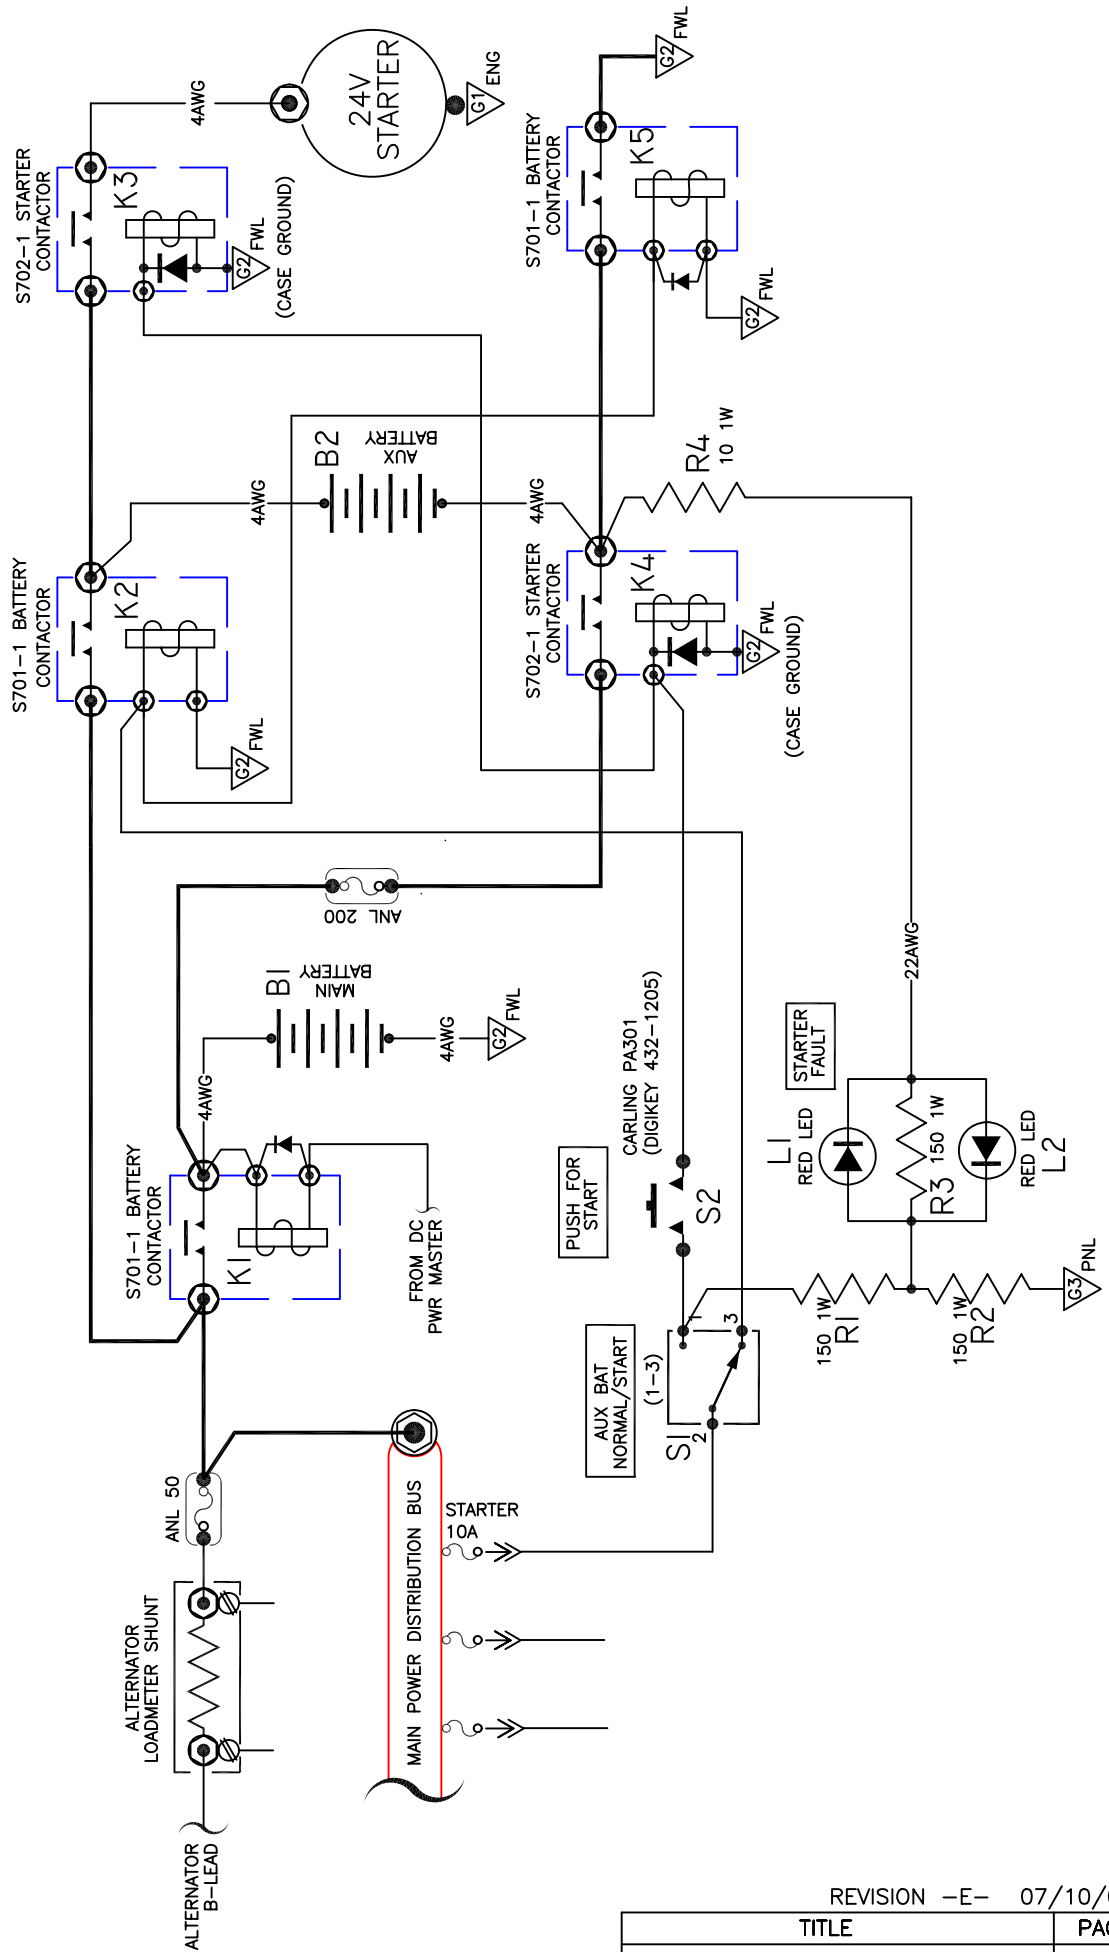 S702-1 STARTER
CONTACTOR
K3
G2 FWL
(CASE GROUND)
4AWG
24V
STARTER
G1 ENG
G2 FWL
S701-1 BATTERY
CONTACTOR
K5
G2 FWL
S701-1 BATTERY
CONTACTOR
K2
G2 FWL
4AWG
B2
AUX
BATTERY
4AWG
R4
10 1W
S702-1 STARTER
CONTACTOR
K4
G2 FWL
(CASE GROUND)
ANL 200
B1
MAIN
BATTERY
4AWG
4AWG
G2 FWL
S701-1 BATTERY
CONTACTOR
K1
FROM DC
PWR MASTER
CARLING PA301
(DIGIKEY 432-1205)
PUSH FOR
START
S2
22AWG
STARTER
FAULT
L1
RED LED
150 1W
R3
RED LED
L2
150 1W
R1
150 1W
R2
G3 PNL
AUX BAT
NORMAL/START
(1-3)
S1
1
2
3
ANL 50
ALTERNATOR
LOADMETER SHUNT
ALTERNATOR
B-LEAD
MAIN POWER DISTRIBUTION BUS
STARTER
10A
REVISION -E- 07/10/
TITLE